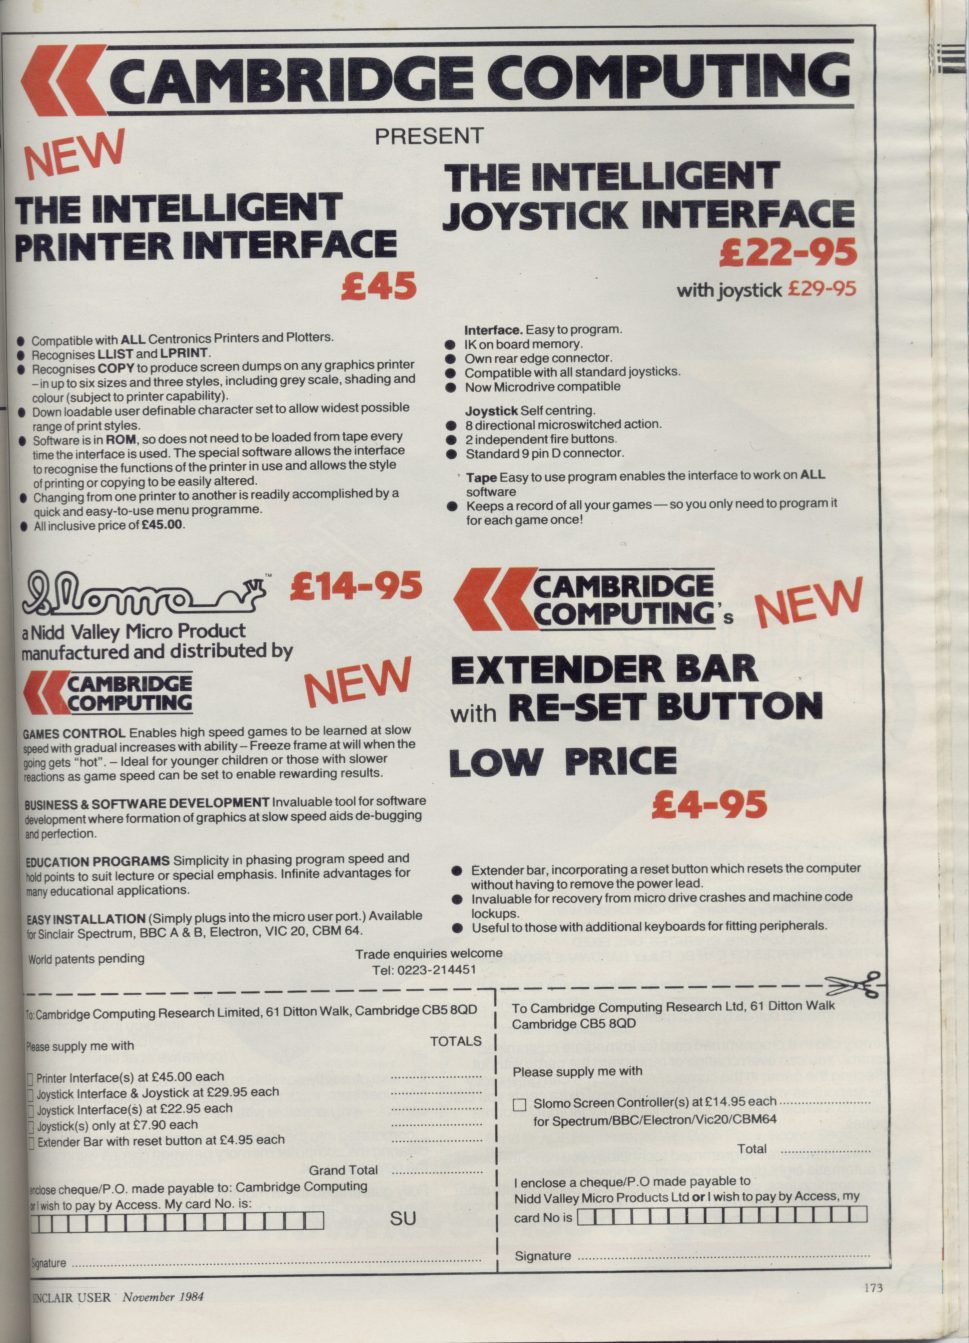 CAMBRIDGE COMPUTING
PRESENT
NEW
THE INTELLIGENT
PRINTER INTERFACE
£45
● Compatible with ALL Centronics Printers and Plotters.
● Recognises LLIST and LPRINT.
● Recognises COPY to produce screen dumps on any graphics printer
– in up to six sizes and three styles, including grey scale, shading and
colour (subject to printer capability).
● Down loadable user definable character set to allow widest possible
range of print styles.
● Software is in ROM, so does not need to be loaded from tape every
time the interface is used. The special software allows the interface
to recognise the functions of the printer in use and allows the style
of printing or copying to be easily altered.
● Changing from one printer to another is readily accomplished by a
quick and easy-to-use menu programme.
● All inclusive price of £45.00.
THE INTELLIGENT
JOYSTICK INTERFACE
£22-95
with joystick £29-95
Interface. Easy to program.
● IK on board memory.
● Own rear edge connector.
● Compatible with all standard joysticks.
● Now Microdrive compatible
Joystick Self centring.
● 8 directional microswitched action.
● 2 independent fire buttons.
● Standard 9 pin D connector.
Tape Easy to use program enables the interface to work on ALL
software
● Keeps a record of all your games — so you only need to program it
for each game once!
slomo™ £14-95
a Nidd Valley Micro Product
manufactured and distributed by
CAMBRIDGE
COMPUTING
NEW
GAMES CONTROL Enables high speed games to be learned at slow
speed with gradual increases with ability – Freeze frame at will when the
going gets "hot". – Ideal for younger children or those with slower
reactions as game speed can be set to enable rewarding results.
BUSINESS & SOFTWARE DEVELOPMENT Invaluable tool for software
development where formation of graphics at slow speed aids de-bugging
and perfection.
EDUCATION PROGRAMS Simplicity in phasing program speed and
hold points to suit lecture or special emphasis. Infinite advantages for
many educational applications.
EASY INSTALLATION (Simply plugs into the micro user port.) Available
for Sinclair Spectrum, BBC A & B, Electron, VIC 20, CBM 64.
World patents pending
Trade enquiries welcome
Tel: 0223-214451
CAMBRIDGE
COMPUTING's
NEW
EXTENDER BAR
with RE-SET BUTTON
LOW PRICE
£4-95
● Extender bar, incorporating a reset button which resets the computer
without having to remove the power lead.
● Invaluable for recovery from micro drive crashes and machine code
lockups.
● Useful to those with additional keyboards for fitting peripherals.
To: Cambridge Computing Research Limited, 61 Ditton Walk, Cambridge CB5 8QD
Please supply me with TOTALS
Printer Interface(s) at £45.00 each
Joystick Interface & Joystick at £29.95 each
Joystick Interface(s) at £22.95 each
Joystick(s) only at £7.90 each
Extender Bar with reset button at £4.95 each
Grand Total
enclose cheque/P.O. made payable to: Cambridge Computing
or I wish to pay by Access. My card No. is:
SU
Signature
To Cambridge Computing Research Ltd, 61 Ditton Walk
Cambridge CB5 8QD
Please supply me with
Slomo Screen Controller(s) at £14.95 each
for Spectrum/BBC/Electron/Vic20/CBM64
Total
I enclose a cheque/P.O made payable to
Nidd Valley Micro Products Ltd or I wish to pay by Access, my
card No is
Signature
SINCLAIR USER November 1984
173